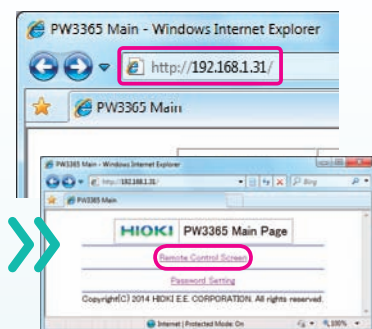 PW3365 Main - Windows Internet Explorer
http://192.168.1.31/
PW3365 Main
PW3365 Main - Windows Internet Explorer
http://192.168.1.31/
Bing
PW3365 Main
HIOKI PW3365 Main Page
Remote Control Screen
Password Setting
Copyright(C) 2014 HIOKI E.E. CORPORATION. All rights reserved.
Internet | Protected Mode: On
100%